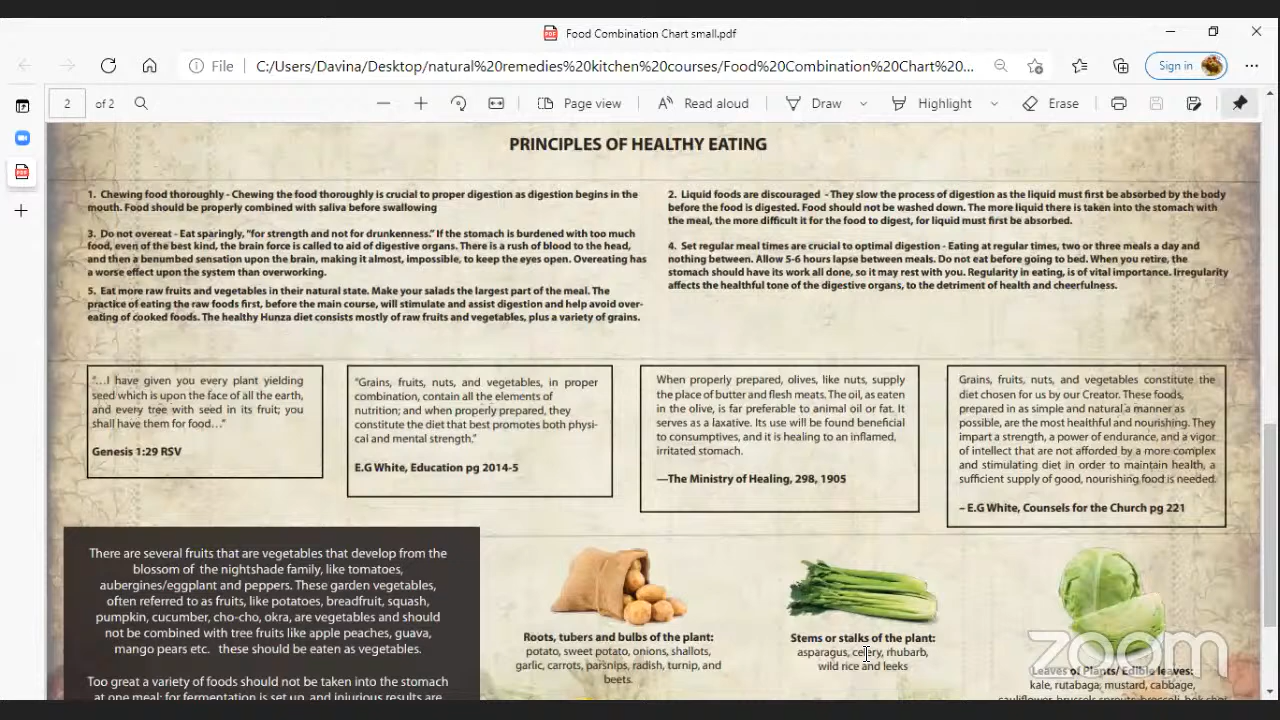 Food Combination Chart small.pdf
File C:/Users/Davina/Desktop/natural%20remedies%20kitchen%20courses/Food%20Combination%20Chart%20... Sign in
2 of 2 Page view Read aloud Draw Highlight Erase
PRINCIPLES OF HEALTHY EATING
1. Chewing food thoroughly - Chewing the food thoroughly is crucial to proper digestion as digestion begins in the
mouth. Food should be properly combined with saliva before swallowing
2. Liquid foods are discouraged - They slow the process of digestion as the liquid must first be absorbed by the body
before the food is digested. Food should not be washed down. The more liquid there is taken into the stomach with
the meal, the more difficult it for the food to digest, for liquid must first be absorbed.
3. Do not overeat - Eat sparingly, "for strength and not for drunkenness." If the stomach is burdened with too much
food, even of the best kind, the brain force is called to aid of digestive organs. There is a rush of blood to the head,
and then a benumbed sensation upon the brain, making it almost, impossible, to keep the eyes open. Overeating has
a worse effect upon the system than overworking.
4. Set regular meal times are crucial to optimal digestion - Eating at regular times, two or three meals a day and
nothing between. Allow 5-6 hours lapse between meals. Do not eat before going to bed. When you retire, the
stomach should have its work all done, so it may rest with you. Regularity in eating, is of vital importance. Irregularity
affects the healthful tone of the digestive organs, to the detriment of health and cheerfulness.
5. Eat more raw fruits and vegetables in their natural state. Make your salads the largest part of the meal. The
practice of eating the raw foods first, before the main course, will stimulate and assist digestion and help avoid over-
eating of cooked foods. The healthy Hunza diet consists mostly of raw fruits and vegetables, plus a variety of grains.
"...I have given you every plant yielding
seed which is upon the face of all the earth,
and every tree with seed in its fruit; you
shall have them for food..."
Genesis 1:29 RSV
"Grains, fruits, nuts, and vegetables, in proper
combination, contain all the elements of
nutrition; and when properly prepared, they
constitute the diet that best promotes both physi-
cal and mental strength."
E.G White, Education pg 2014-5
When properly prepared, olives, like nuts, supply
the place of butter and flesh meats. The oil, as eaten
in the olive, is far preferable to animal oil or fat. It
serves as a laxative. Its use will be found beneficial
to consumptives, and it is healing to an inflamed,
irritated stomach.
—The Ministry of Healing, 298, 1905
Grains, fruits, nuts, and vegetables constitute the
diet chosen for us by our Creator. These foods,
prepared in as simple and natural a manner as
possible, are the most healthful and nourishing. They
impart a strength, a power of endurance, and a vigor
of intellect that are not afforded by a more complex
and stimulating diet in order to maintain health, a
sufficient supply of good, nourishing food is needed.
– E.G White, Counsels for the Church pg 221
There are several fruits that are vegetables that develop from the
blossom of the nightshade family, like tomatoes,
aubergines/eggplant and peppers. These garden vegetables,
often referred to as fruits, like potatoes, breadfruit, squash,
pumpkin, cucumber, cho-cho, okra, are vegetables and should
not be combined with tree fruits like apple peaches, guava,
mango pears etc. these should be eaten as vegetables.
Too great a variety of foods should not be taken into the stomach
at one meal; for fermentation is set up, and injurious results are
Roots, tubers and bulbs of the plant:
potato, sweet potato, onions, shallots,
garlic, carrots, parsnips, radish, turnip, and
beets.
Stems or stalks of the plant:
asparagus, celery, rhubarb,
wild rice and leeks
Leaves of Plants/ Edible leaves:
kale, rutabaga, mustard, cabbage,
cauliflower, brussels sprouts, broccoli, bok choy
zoom